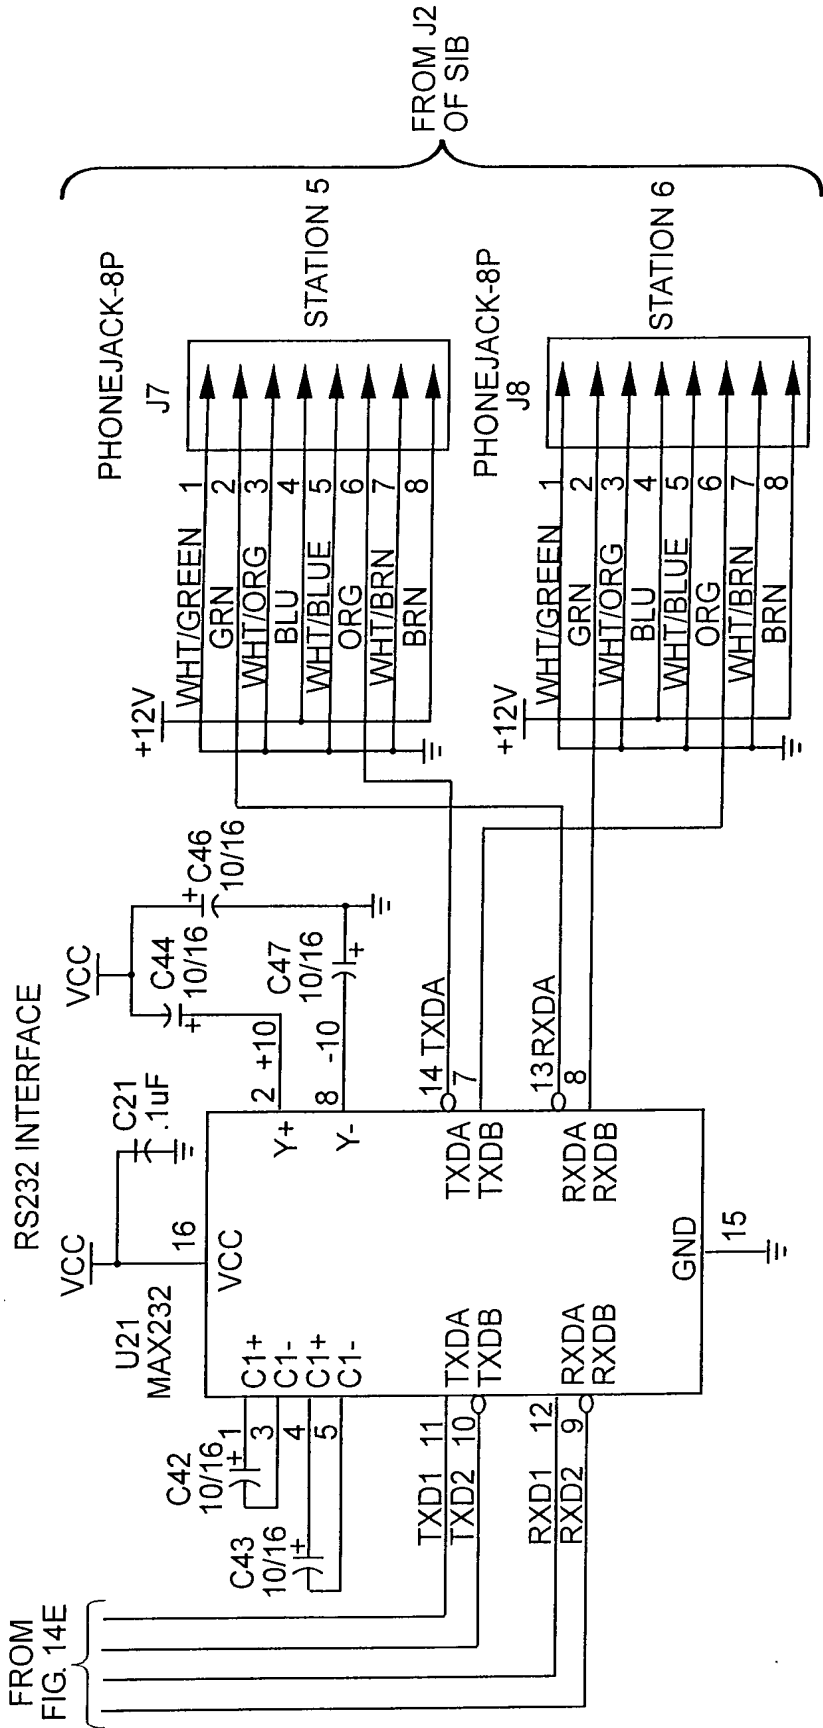 RS232 INTERFACE
FROM
FIG. 14E
C43
10/16
+
C42
10/16
+
1
3
4
5
TXD1
11
TXD2
10
RXD1
12
RXD2
9
U21
MAX232
VCC
16
C21
.1uF
C1+
C1-
C1+
C1-
VCC
TXDA
TXDB
RXDA
RXDB
GND
15
Y+
Y-
TXDA
TXDB
RXDA
RXDB
2
+10
8
-10
14
TXDA
7
13
RXDA
8
VCC
C44
10/16
+
+
C46
10/16
C47
10/16
+
+12V
WHT/GREEN
1
GRN
2
WHT/ORG
3
BLU
4
WHT/BLUE
5
ORG
6
WHT/BRN
7
BRN
8
PHONEJACK-8P
J7
STATION 5
+12V
WHT/GREEN
1
GRN
2
WHT/ORG
3
BLU
4
WHT/BLUE
5
ORG
6
WHT/BRN
7
BRN
8
PHONEJACK-8P
J8
STATION 6
FROM J2
OF SIB